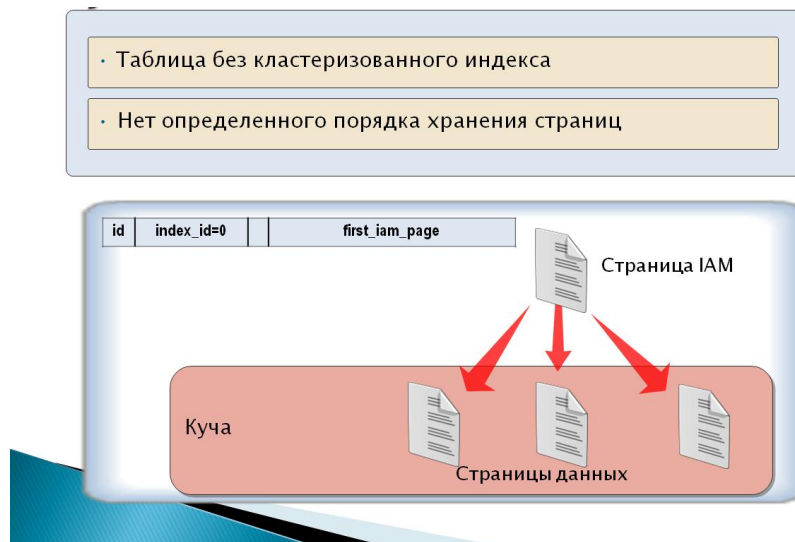 • Таблица без кластеризованного индекса
• Нет определенного порядка хранения страниц
id index_id=0 first_iam_page
Страница IAM
Куча
Страницы данных